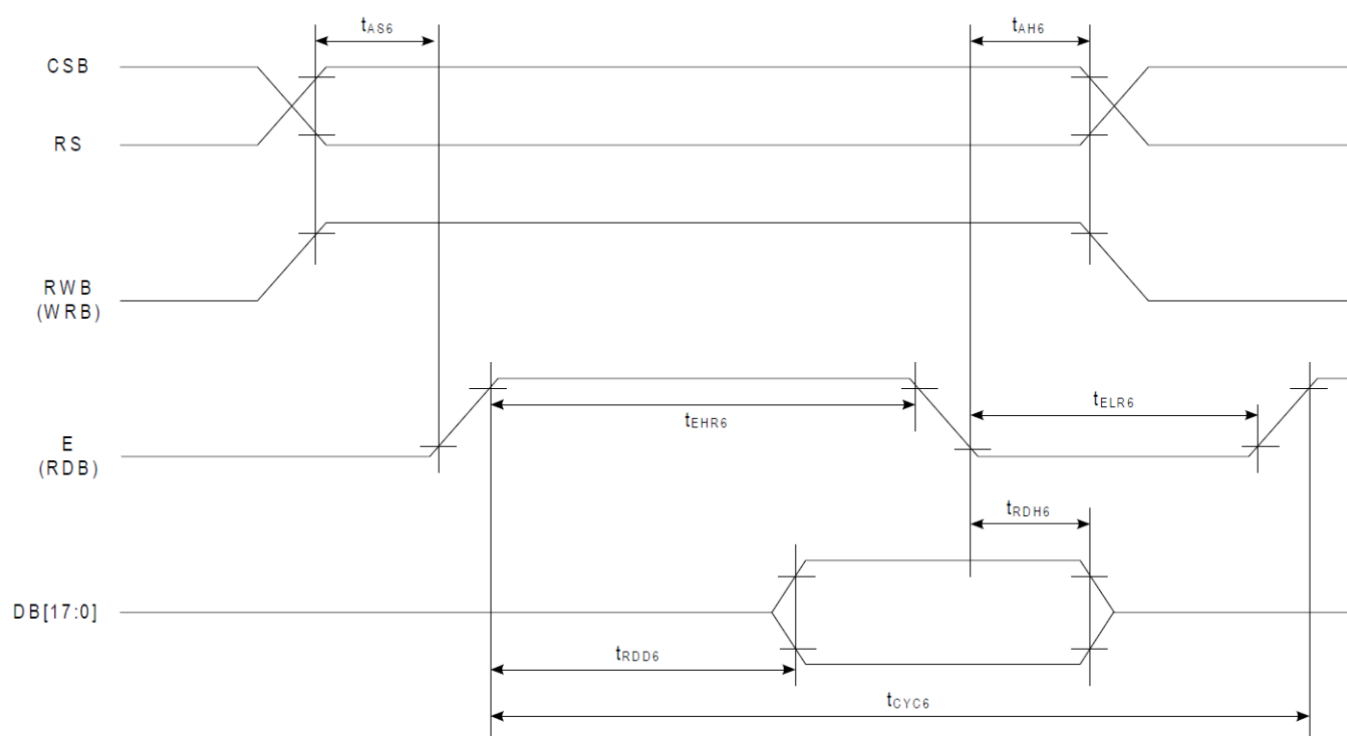 tAS6
tAH6
CSB
RS
RWB
(WRB)
tEHR6
tELR6
E
(RDB)
tRDH6
DB[17:0]
tRDD6
tCYC6